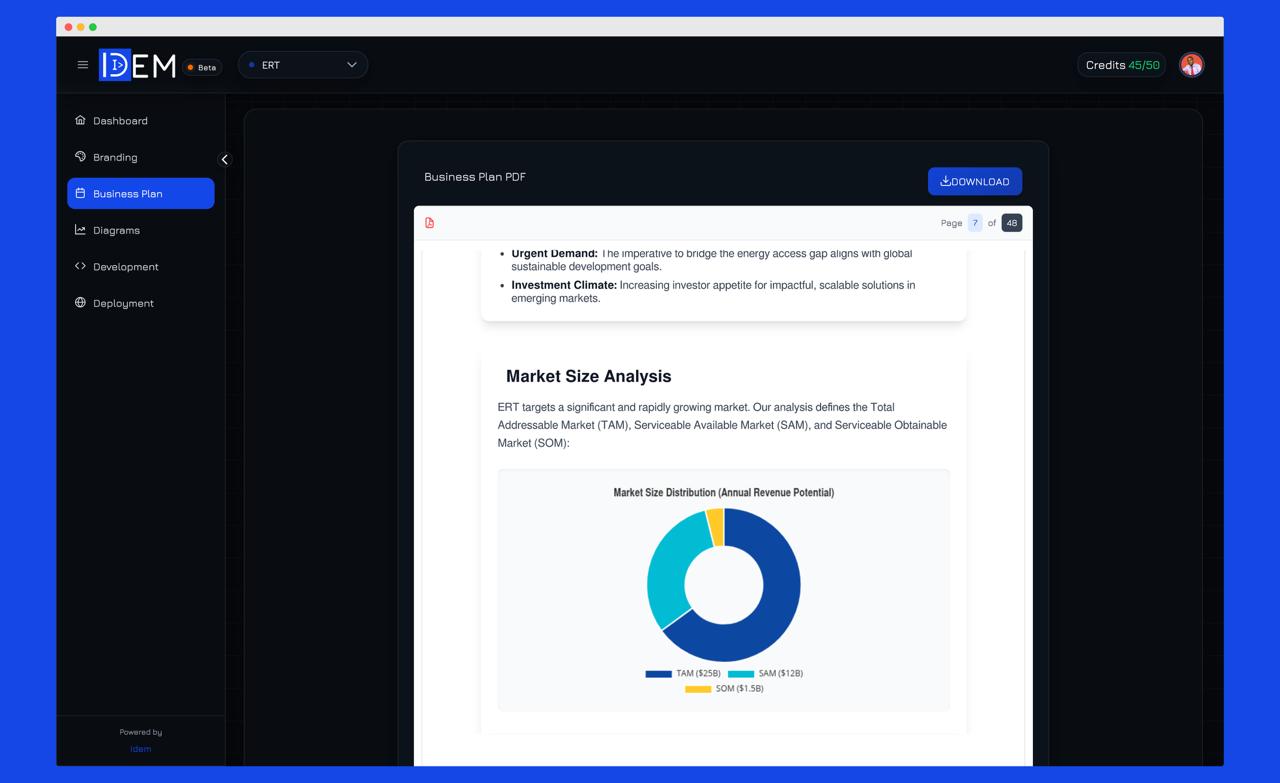 IDEM
Beta
ERT
Credits 45/50
Dashboard
Branding
Business Plan
Diagrams
Development
Deployment
Powered by
Idem
Business Plan PDF
DOWNLOAD
Page 7 of 48
• Urgent Demand: The imperative to bridge the energy access gap aligns with global
sustainable development goals.
• Investment Climate: Increasing investor appetite for impactful, scalable solutions in
emerging markets.
Market Size Analysis
ERT targets a significant and rapidly growing market. Our analysis defines the Total
Addressable Market (TAM), Serviceable Available Market (SAM), and Serviceable Obtainable
Market (SOM):
Market Size Distribution (Annual Revenue Potential)
TAM ($25B) SAM ($12B)
SOM ($1.5B)